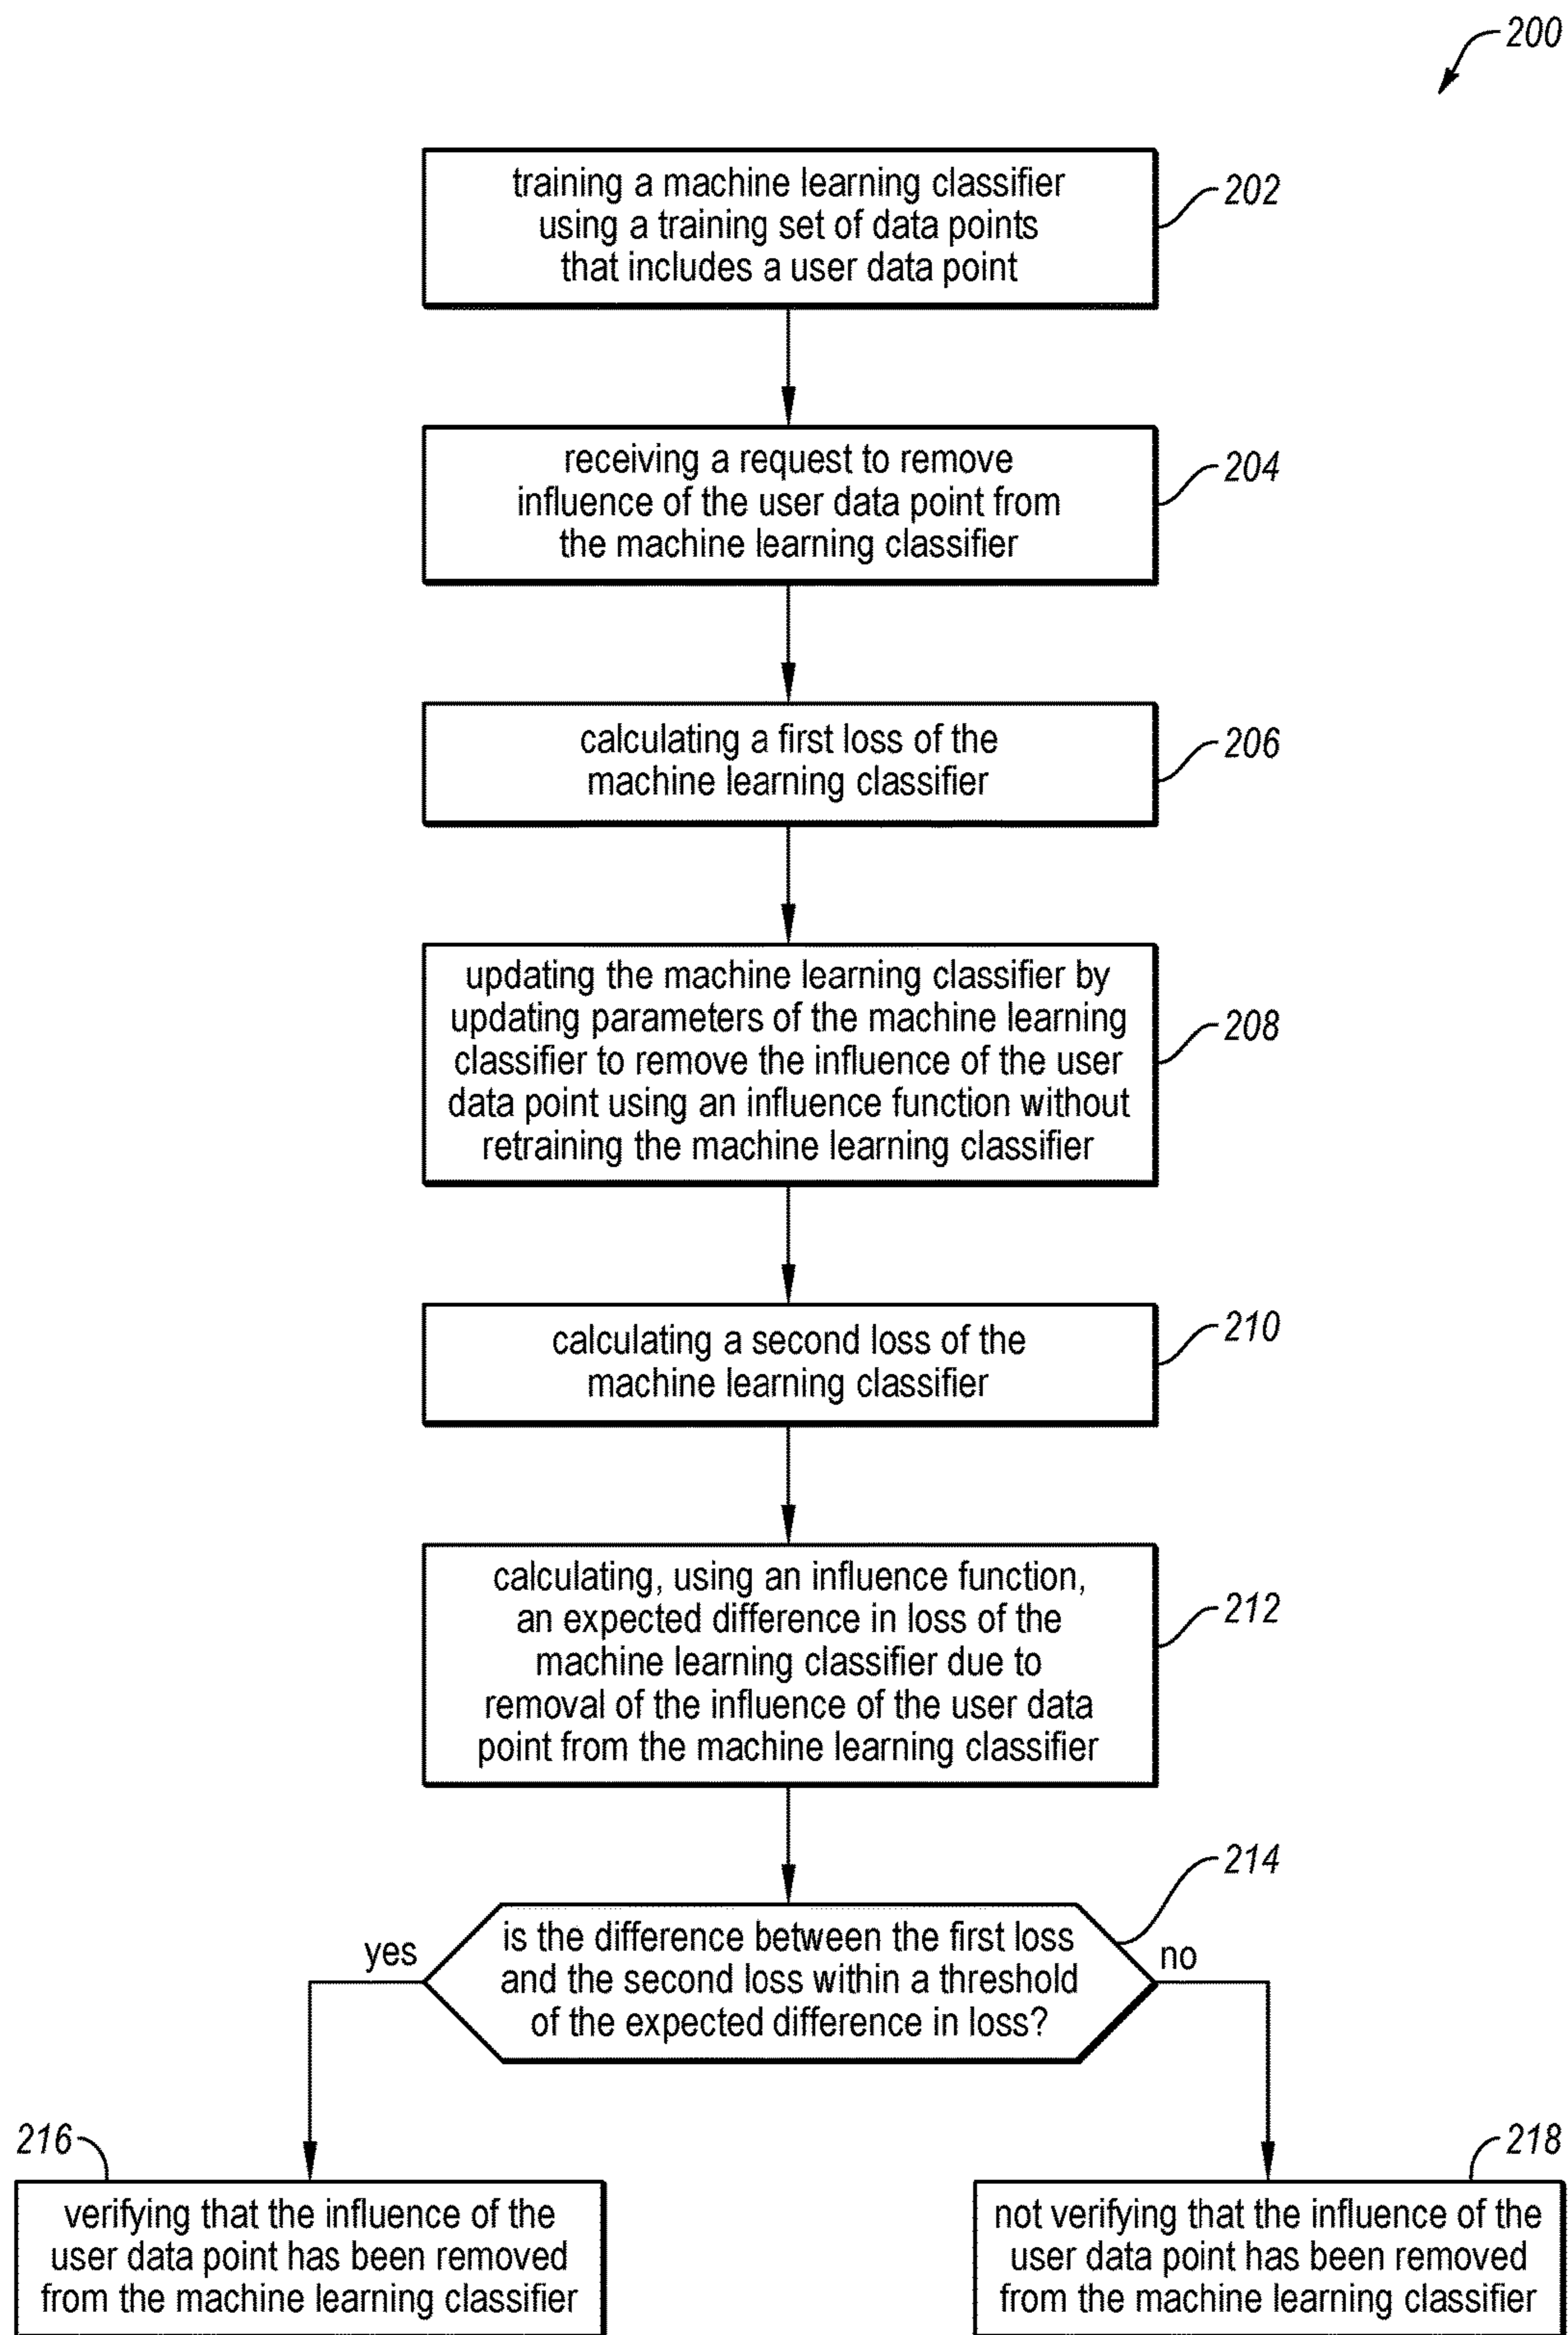 200
training a machine learning classifier
using a training set of data points
that includes a user data point
202
receiving a request to remove
influence of the user data point from
the machine learning classifier
204
calculating a first loss of the
machine learning classifier
206
updating the machine learning classifier by
updating parameters of the machine learning
classifier to remove the influence of the user
data point using an influence function without
retraining the machine learning classifier
208
calculating a second loss of the
machine learning classifier
210
calculating, using an influence function,
an expected difference in loss of the
machine learning classifier due to
removal of the influence of the user data
point from the machine learning classifier
212
214
is the difference between the first loss
and the second loss within a threshold
of the expected difference in loss?
yes
no
216
verifying that the influence of the
user data point has been removed
from the machine learning classifier
218
not verifying that the influence of the
user data point has been removed
from the machine learning classifier